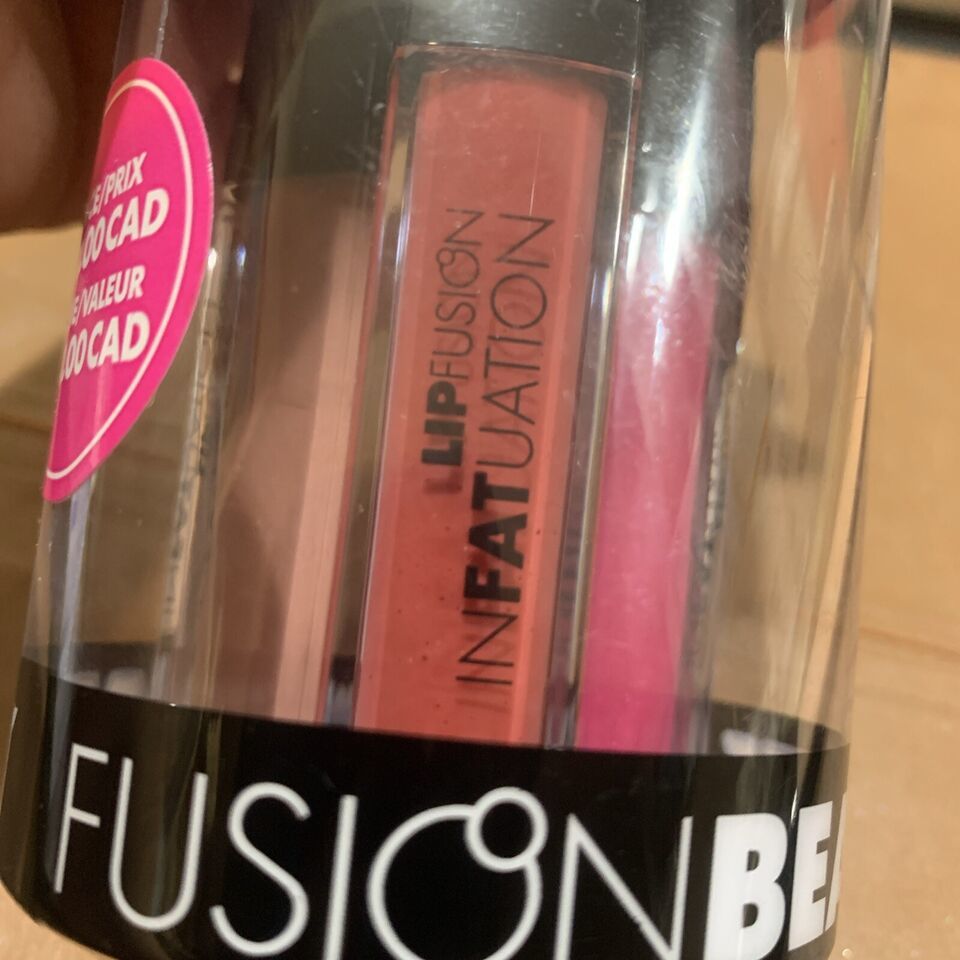 /PRIX
00CAD
/VALEUR
00CAD
LIPFUSION
INFATUATION
FUSIONBEA